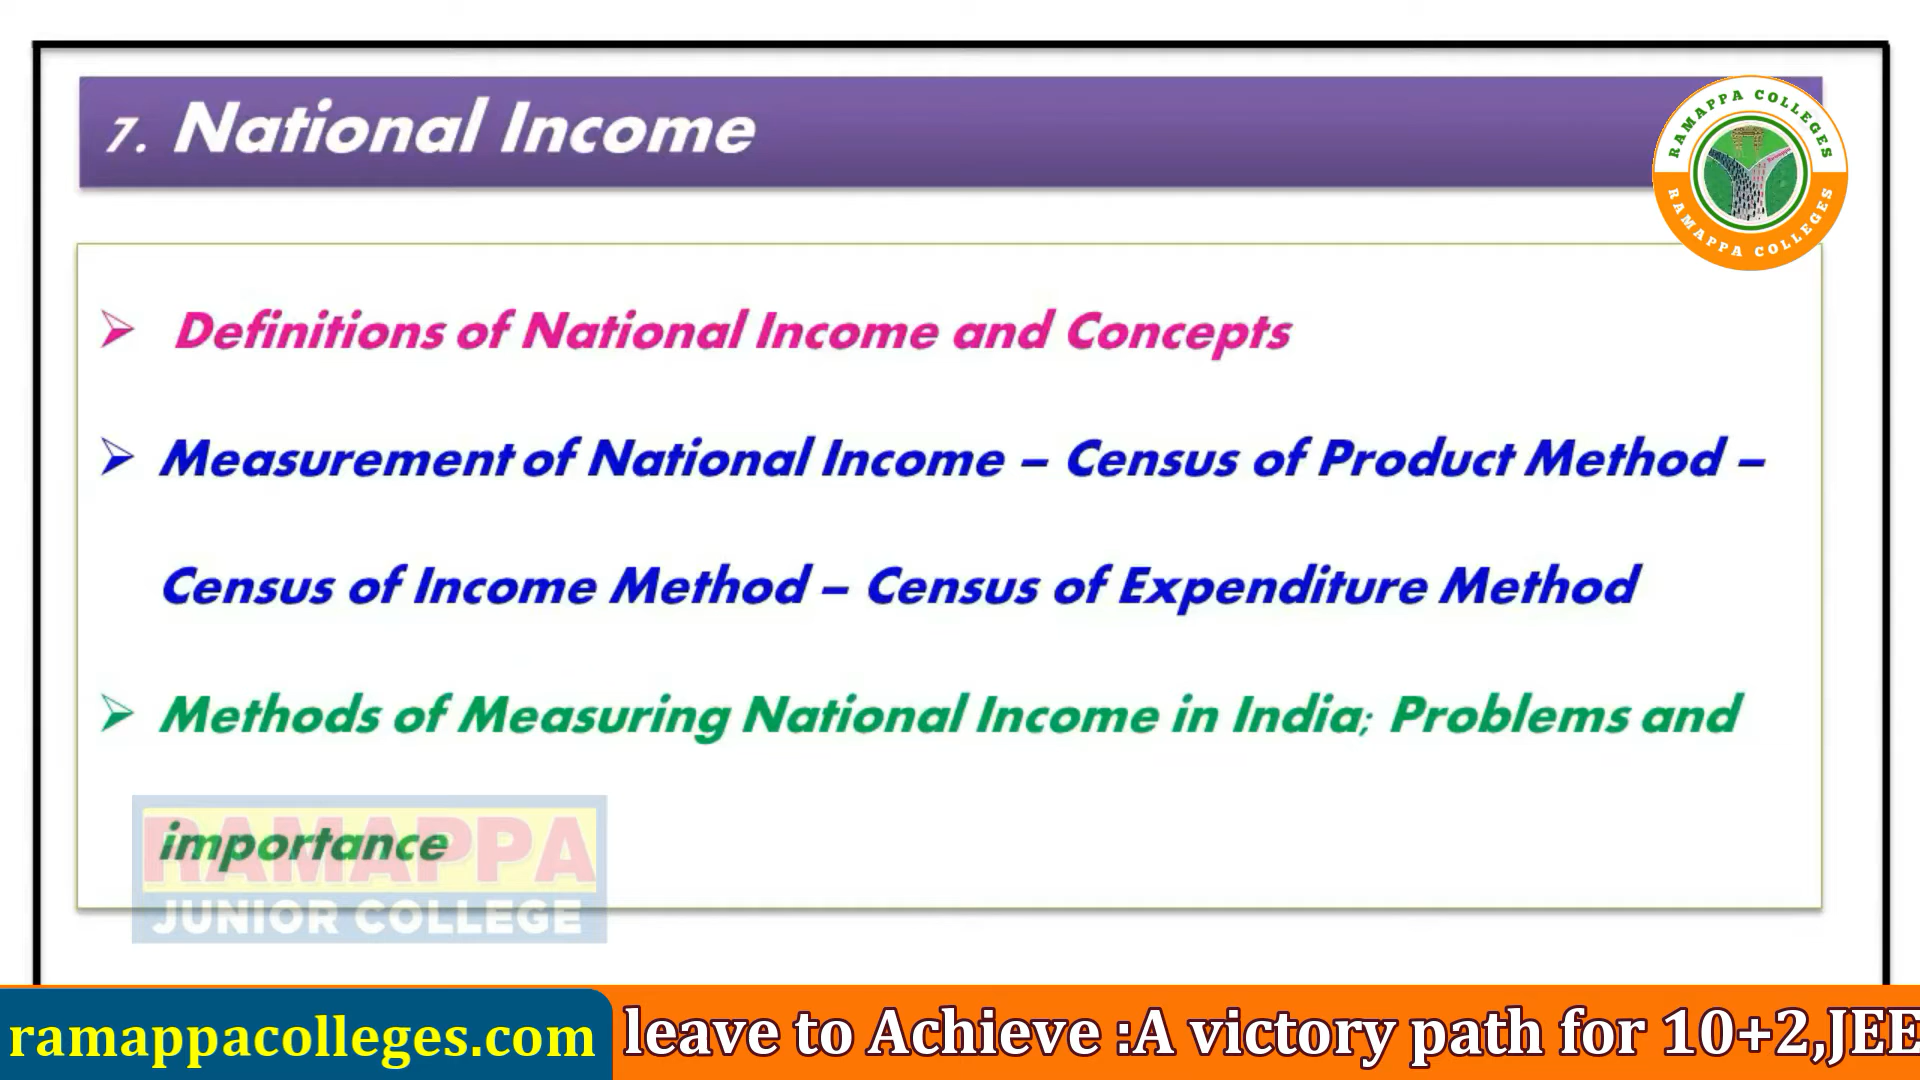 7. National Income
RAMAPPA COLLEGES
RAMAPPA COLLEGES
Definitions of National Income and Concepts
Measurement of National Income – Census of Product Method –
Census of Income Method – Census of Expenditure Method
Methods of Measuring National Income in India; Problems and
importance
RAMAPPA
JUNIOR COLLEGE
ramappacolleges.com
leave to Achieve :A victory path for 10+2,JEE